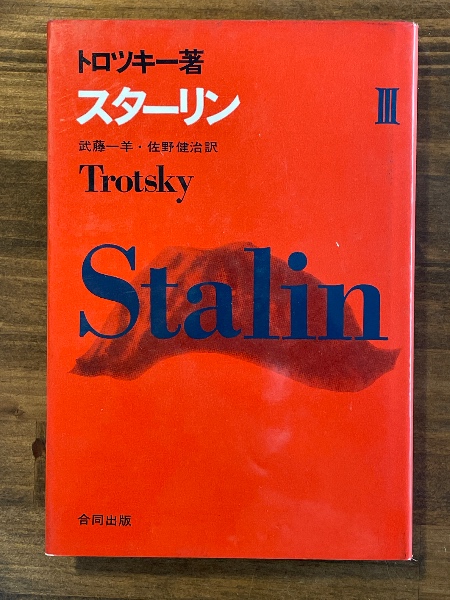 トロツキー著
スターリン
III
武藤一羊・佐野健治訳
Trotsky
Stalin
合同出版